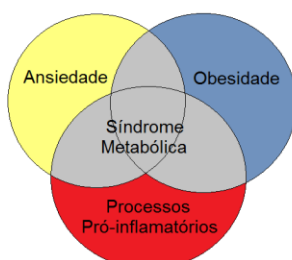 Ansiedade
Obesidade
Síndrome
Metabólica
Processos
Pró-inflamatórios